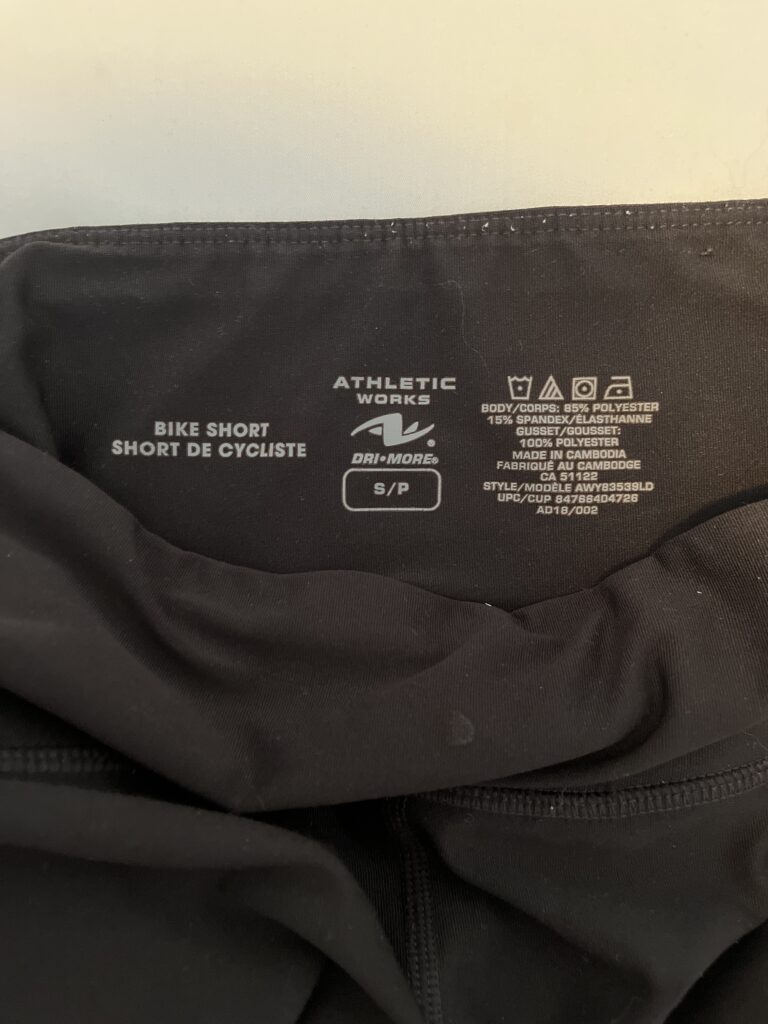 BIKE SHORT
SHORT DE CYCLISTE
ATHLETIC
WORKS
DRI•MORE®
S/P
BODY/CORPS: 85% POLYESTER
15% SPANDEX/ÉLASTHANNE
GUSSET/GOUSSET:
100% POLYESTER
MADE IN CAMBODIA
FABRIQUÉ AU CAMBODGE
CA 51122
STYLE/MODÈLE AWY83539LD
UPC/CUP 84766404726
AD18/002